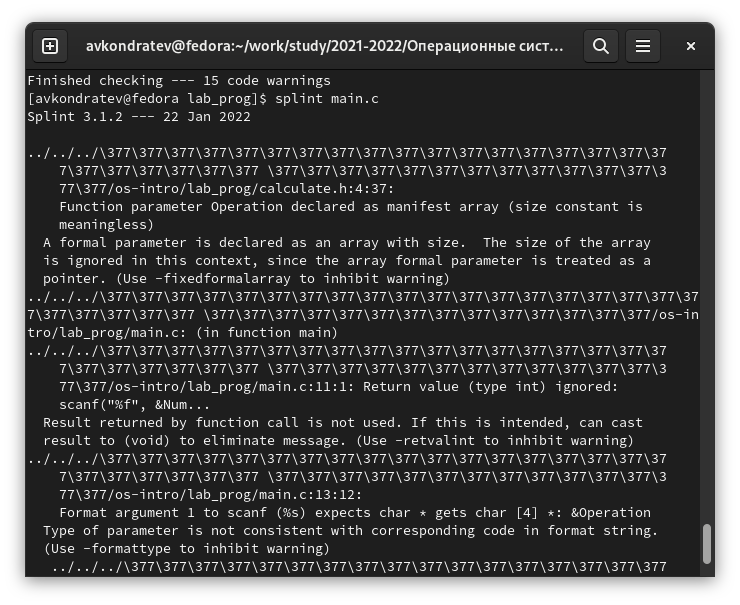 avkondratev@fedora:~/work/study/2021-2022/Операционные сист...
Finished checking --- 15 code warnings
[avkondratev@fedora lab_prog]$ splint main.c
Splint 3.1.2 --- 22 Jan 2022
../../../\377\377\377\377\377\377\377\377\377\377\377\377\377\377\377\377\377\37
7\377\377\377\377\377\377 \377\377\377\377\377\377\377\377\377\377\377\377\3
77\377/os-intro/lab_prog/calculate.h:4:37:
Function parameter Operation declared as manifest array (size constant is
meaningless)
A formal parameter is declared as an array with size.  The size of the array
is ignored in this context, since the array formal parameter is treated as a
pointer. (Use -fixedformalarray to inhibit warning)
../../../\377\377\377\377\377\377\377\377\377\377\377\377\377\377\377\377\377\377\37
7\377\377\377\377\377 \377\377\377\377\377\377\377\377\377\377\377\377\377\377/os-in
tro/lab_prog/main.c: (in function main)
../../../\377\377\377\377\377\377\377\377\377\377\377\377\377\377\377\377\377\37
7\377\377\377\377\377\377 \377\377\377\377\377\377\377\377\377\377\377\377\3
77\377/os-intro/lab_prog/main.c:11:1: Return value (type int) ignored:
scanf("%f", &Num...
Result returned by function call is not used. If this is intended, can cast
result to (void) to eliminate message. (Use -retvalint to inhibit warning)
../../../\377\377\377\377\377\377\377\377\377\377\377\377\377\377\377\377\377\37
7\377\377\377\377\377\377 \377\377\377\377\377\377\377\377\377\377\377\377\3
77\377/os-intro/lab_prog/main.c:13:12:
Format argument 1 to scanf (%s) expects char * gets char [4] *: &Operation
Type of parameter is not consistent with corresponding code in format string.
(Use -formattype to inhibit warning)
../../../\377\377\377\377\377\377\377\377\377\377\377\377\377\377\377\377\377